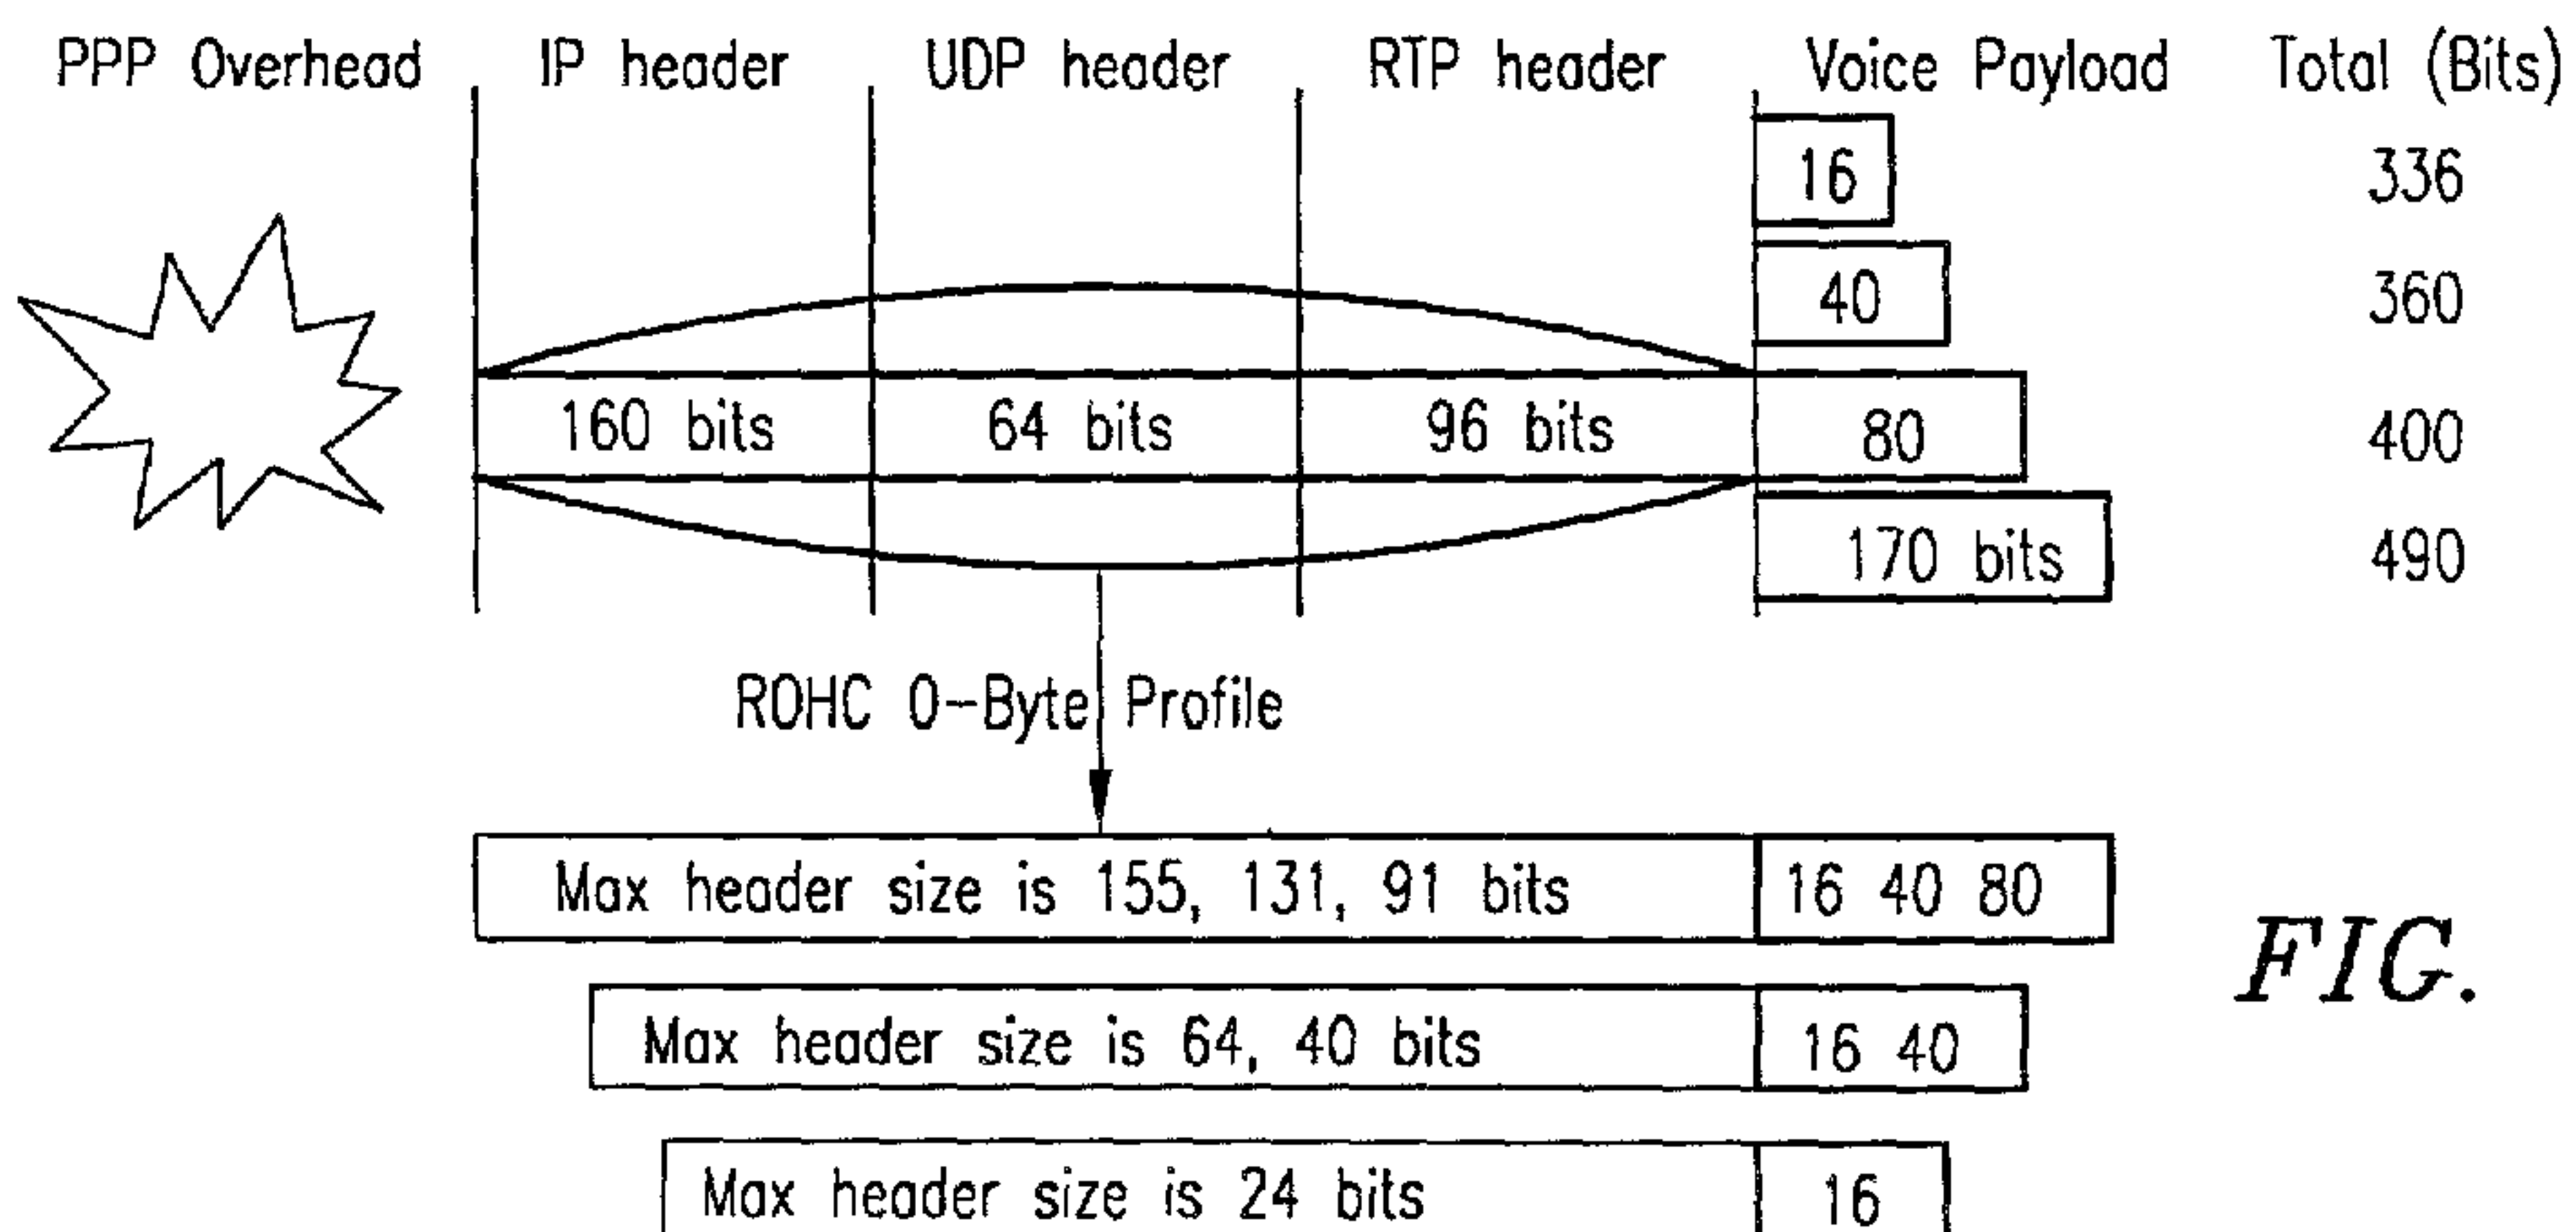 PPP Overhead IP header UDP header RTP header Voice Payload Total (Bits)
16 336
40 360
160 bits 64 bits 96 bits 80 400
170 bits 490
ROHC 0-Byte Profile
Max header size is 155, 131, 91 bits 16 40 80
FIG.
Max header size is 64, 40 bits 16 40
Max header size is 24 bits 16